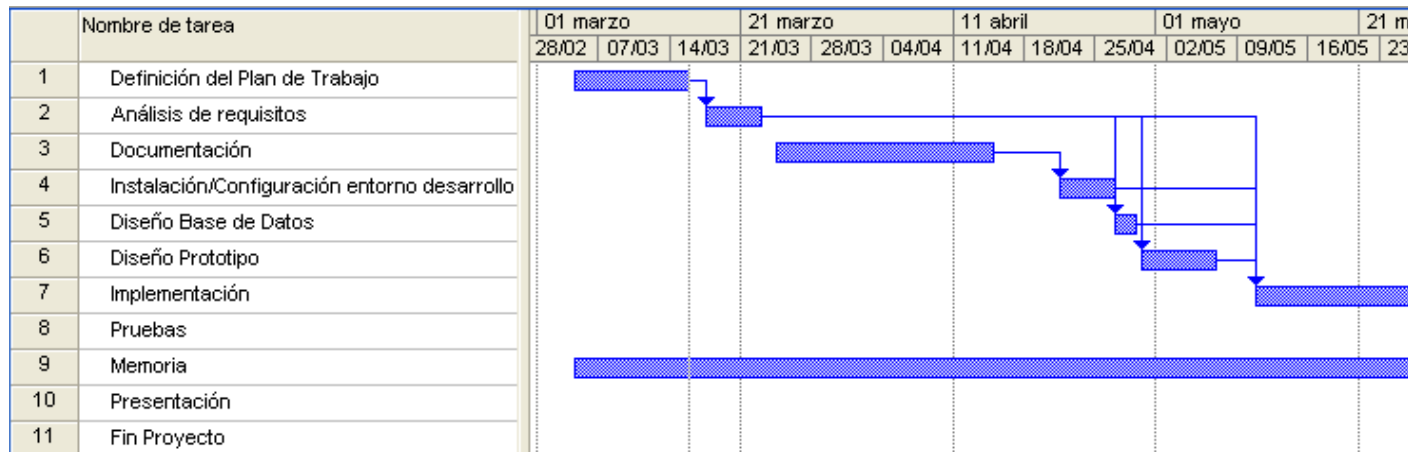 Nombre de tarea
01 marzo 21 marzo 11 abril 01 mayo 21 m
28/02 07/03 14/03 21/03 28/03 04/04 11/04 18/04 25/04 02/05 09/05 16/05 23
1 Definición del Plan de Trabajo
2 Análisis de requisitos
3 Documentación
4 Instalación/Configuración entorno desarrollo
5 Diseño Base de Datos
6 Diseño Prototipo
7 Implementación
8 Pruebas
9 Memoria
10 Presentación
11 Fin Proyecto